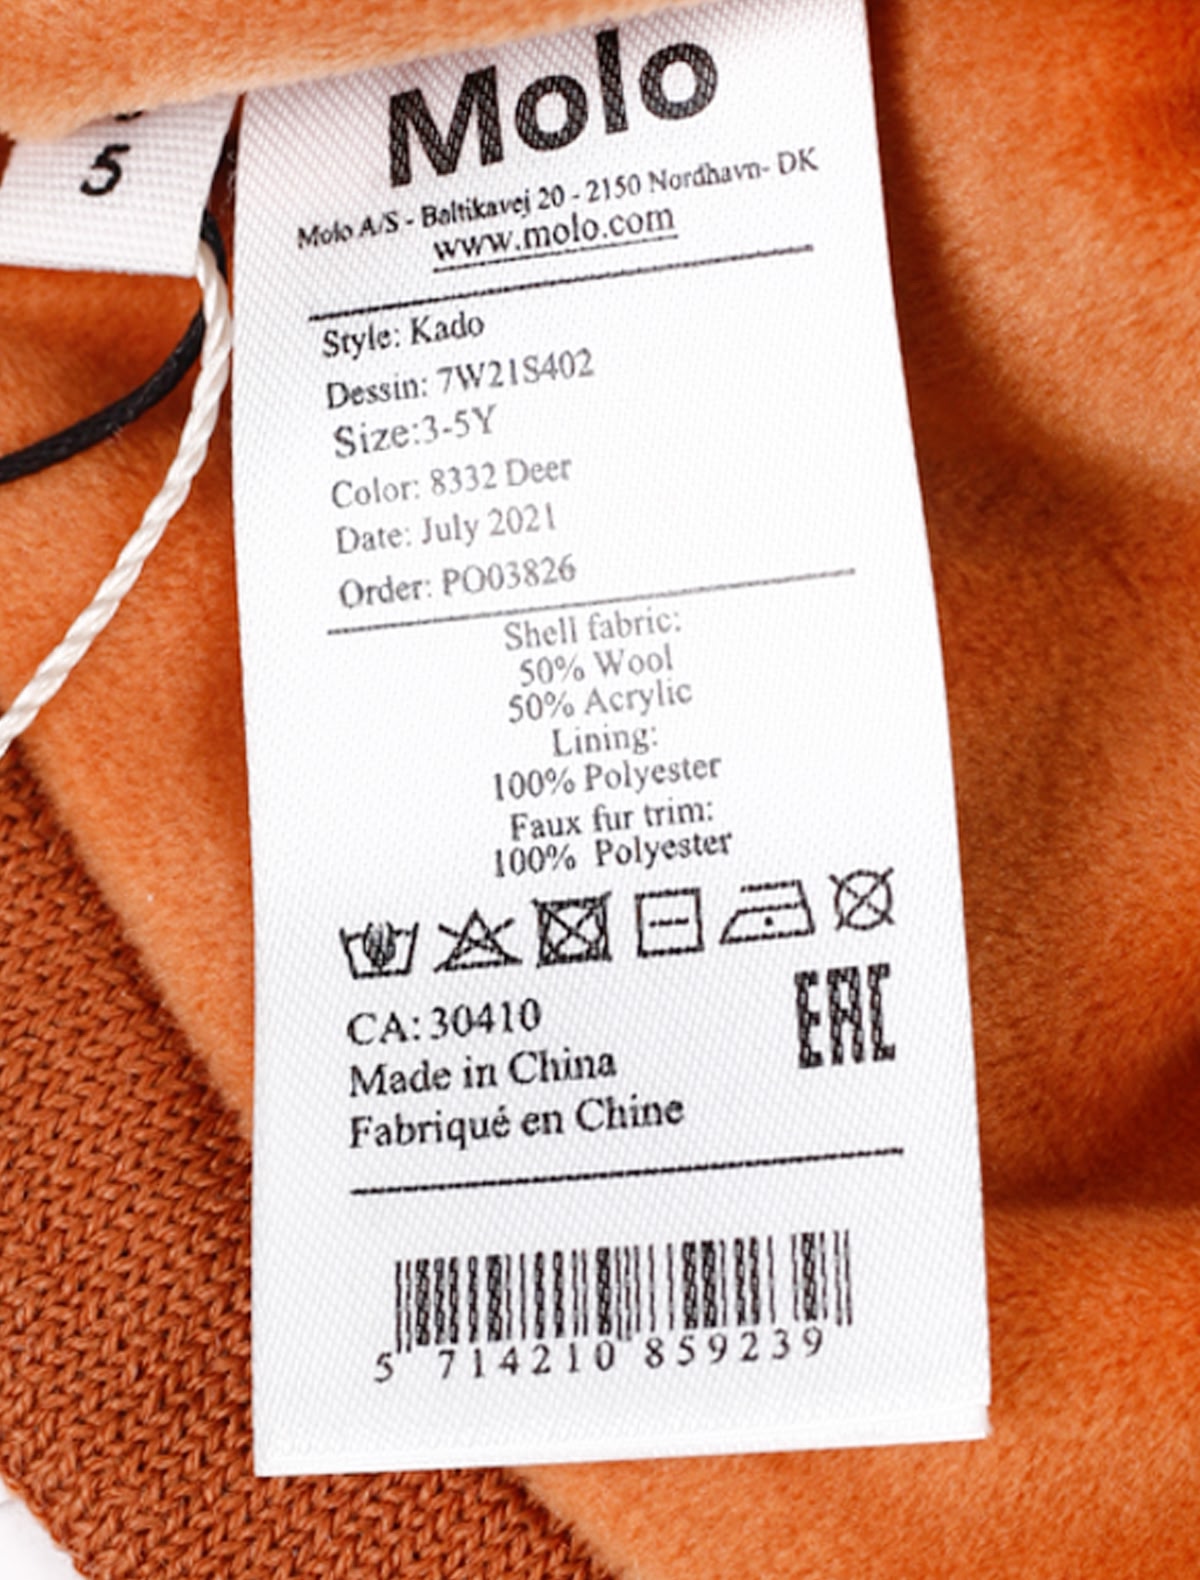 5
Molo
Molo A/S - Baltikavej 20 - 2150 Nordhavn- DK
www.molo.com
Style: Kado
Dessin: 7W21S402
Size:3-5Y
Color: 8332 Deer
Date: July 2021
Order: PO03826
Shell fabric:
50% Wool
50% Acrylic
Lining:
100% Polyester
Faux fur trim:
100% Polyester
EAC
CA: 30410
Made in China
Fabriqué en Chine
5 714210 859239